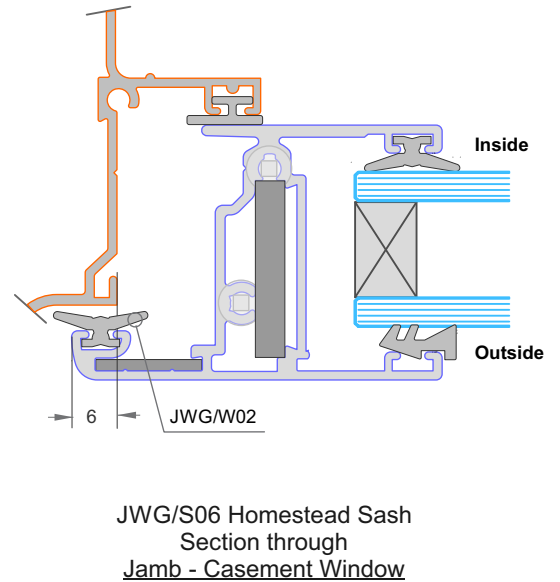 Inside
Outside
6
JWG/W02
JWG/S06 Homestead Sash
Section through
Jamb - Casement Window